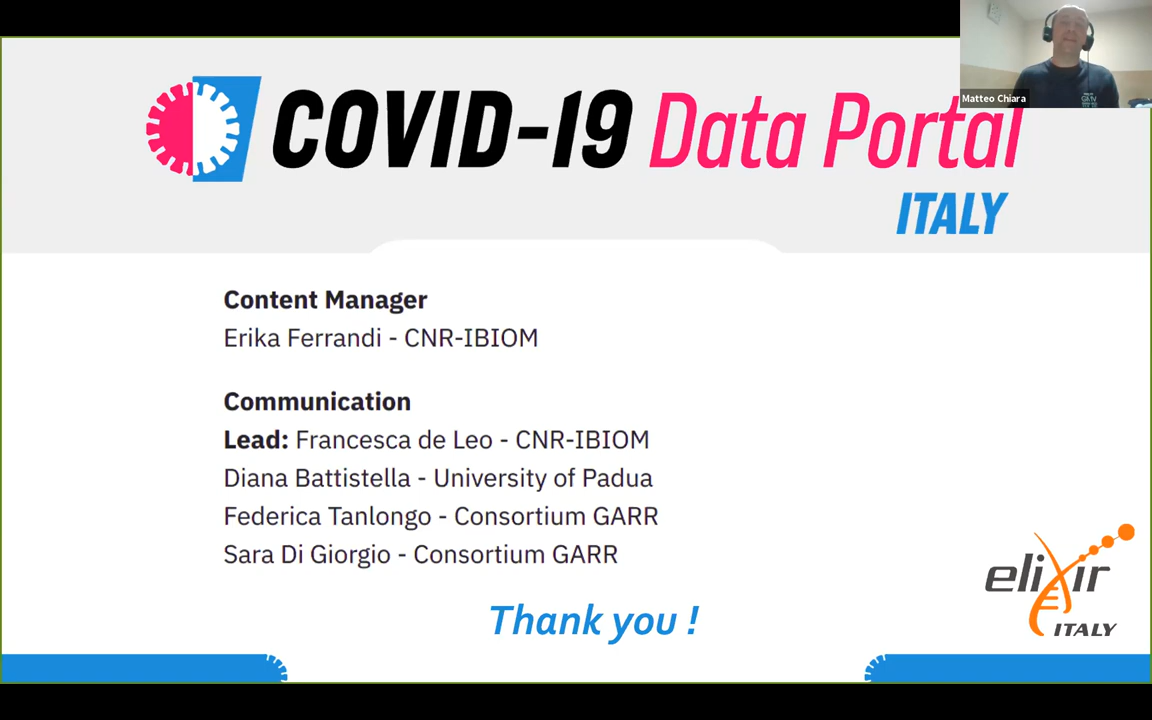 Matteo Chiara
COVID-19 Data Portal
ITALY
Content Manager
Erika Ferrandi - CNR-IBIOM
Communication
Lead: Francesca de Leo - CNR-IBIOM
Diana Battistella - University of Padua
Federica Tanlongo - Consortium GARR
Sara Di Giorgio - Consortium GARR
Thank you !
elixir
ITALY